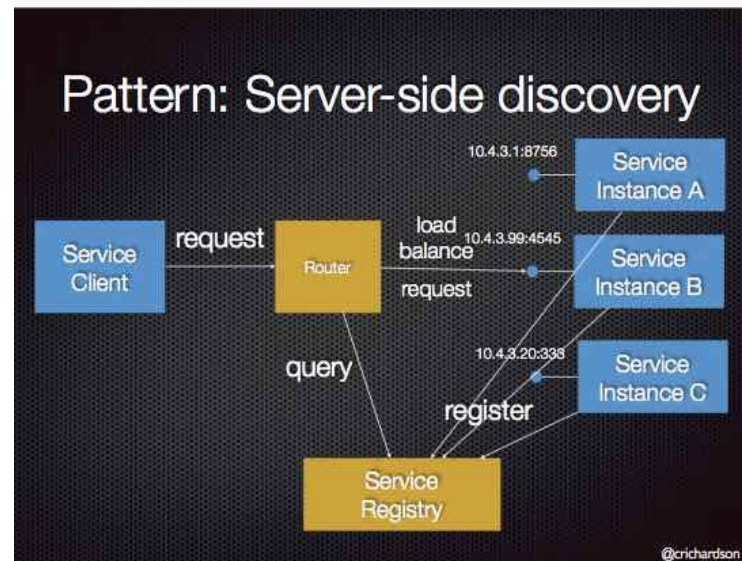 Pattern: Server-side discovery
10.4.3.1:8756
Service
Instance A
Service
Client
request
Router
load
balance
request
10.4.3.99:4545
Service
Instance B
query
10.4.3.20:333
Service
Instance C
register
Service
Registry
@crichardson